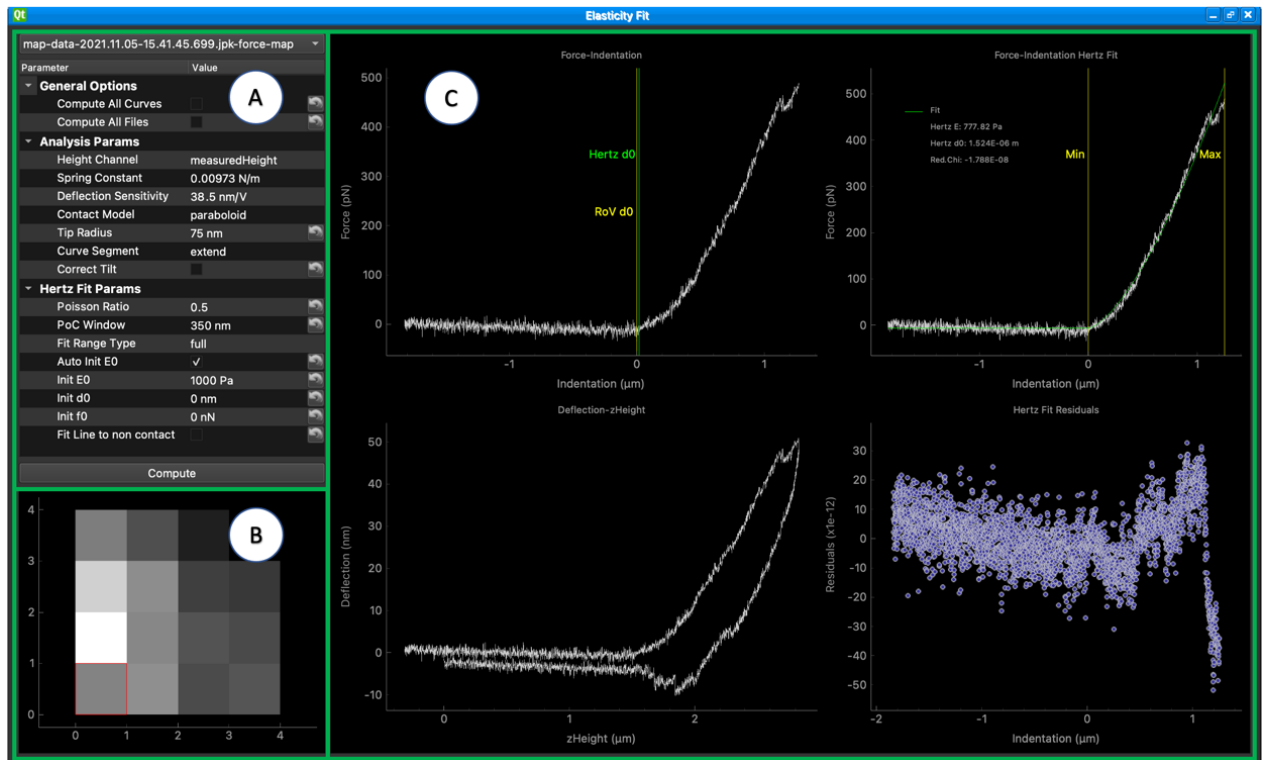 Qt
Elasticity Fit
map-data-2021.11.05-15.41.45.699.jpk-force-map
Parameter Value
General Options
Compute All Curves
Compute All Files
Analysis Params
Height Channel measuredHeight
Spring Constant 0.00973 N/m
Deflection Sensitivity 38.5 nm/V
Contact Model paraboloid
Tip Radius 75 nm
Curve Segment extend
Correct Tilt
Hertz Fit Params
Poisson Ratio 0.5
PoC Window 350 nm
Fit Range Type full
Auto Init E0 ✓
Init E0 1000 Pa
Init d0 0 nm
Init f0 0 nN
Fit Line to non contact
Compute
A
4
3
2
1
0
0 1 2 3 4
B
C
Force-Indentation
500
400
300
200
100
0
Force (pN)
Hertz d0
RoV d0
-1 0 1
Indentation (µm)
Force-Indentation Hertz Fit
500
400
300
200
100
0
Force (pN)
Fit
Hertz E: 777.82 Pa
Hertz d0: 1.524E-06 m
Red.Chi: -1.788E-08
Min
Max
-1 0 1
Indentation (µm)
Deflection-zHeight
50
40
30
20
10
0
-10
Deflection (nm)
0 1 2
zHeight (µm)
Hertz Fit Residuals
30
20
10
0
-10
-20
-30
-40
-50
Residuals (x1e-12)
-2 -1 0 1
Indentation (µm)